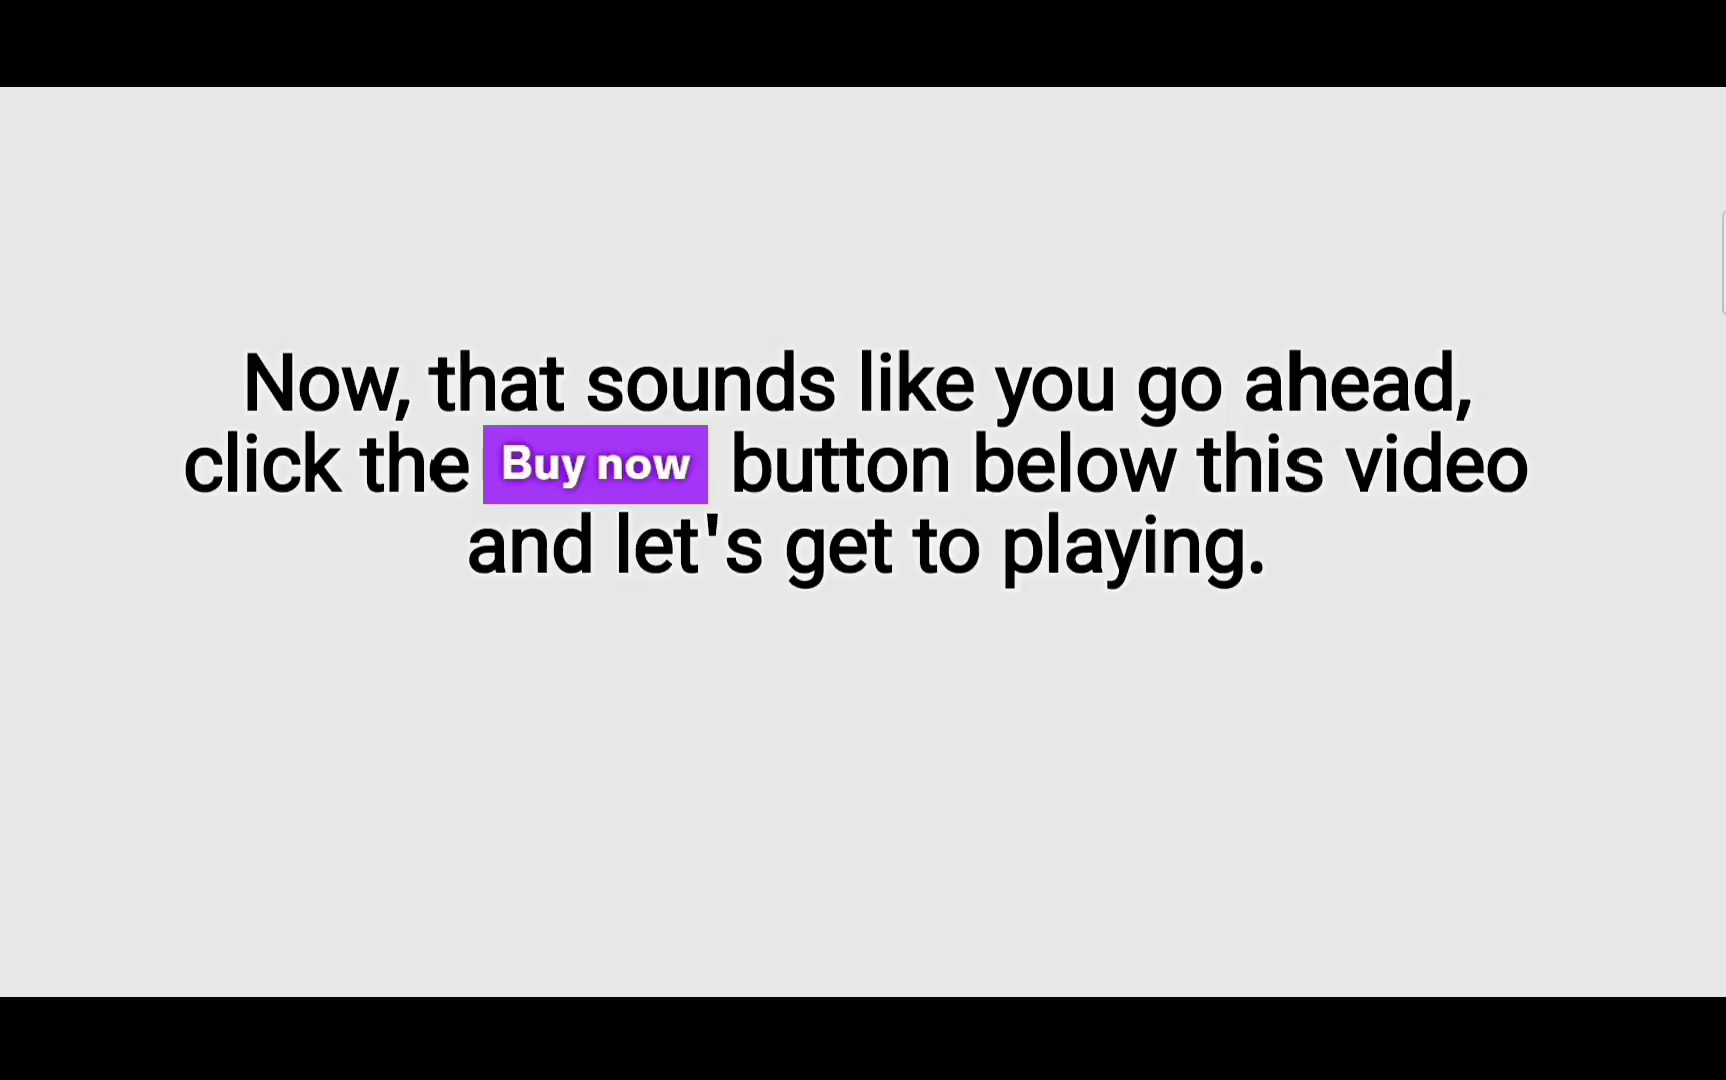 Now, that sounds like you go ahead,
click the Buy now button below this video
and let's get to playing.